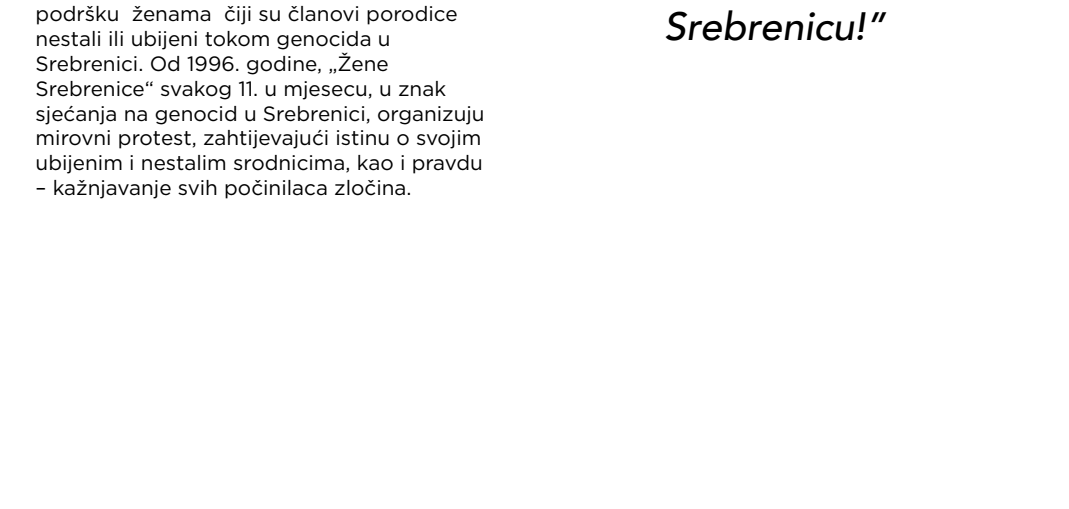 podršku  ženama  čiji su članovi porodice
nestali ili ubijeni tokom genocida u
Srebrenici. Od 1996. godine, „Žene
Srebrenice“ svakog 11. u mjesecu, u znak
sjećanja na genocid u Srebrenici, organizuju
mirovni protest, zahtijevajući istinu o svojim
ubijenim i nestalim srodnicima, kao i pravdu
– kažnjavanje svih počinilaca zločina.
Srebrenicu!”